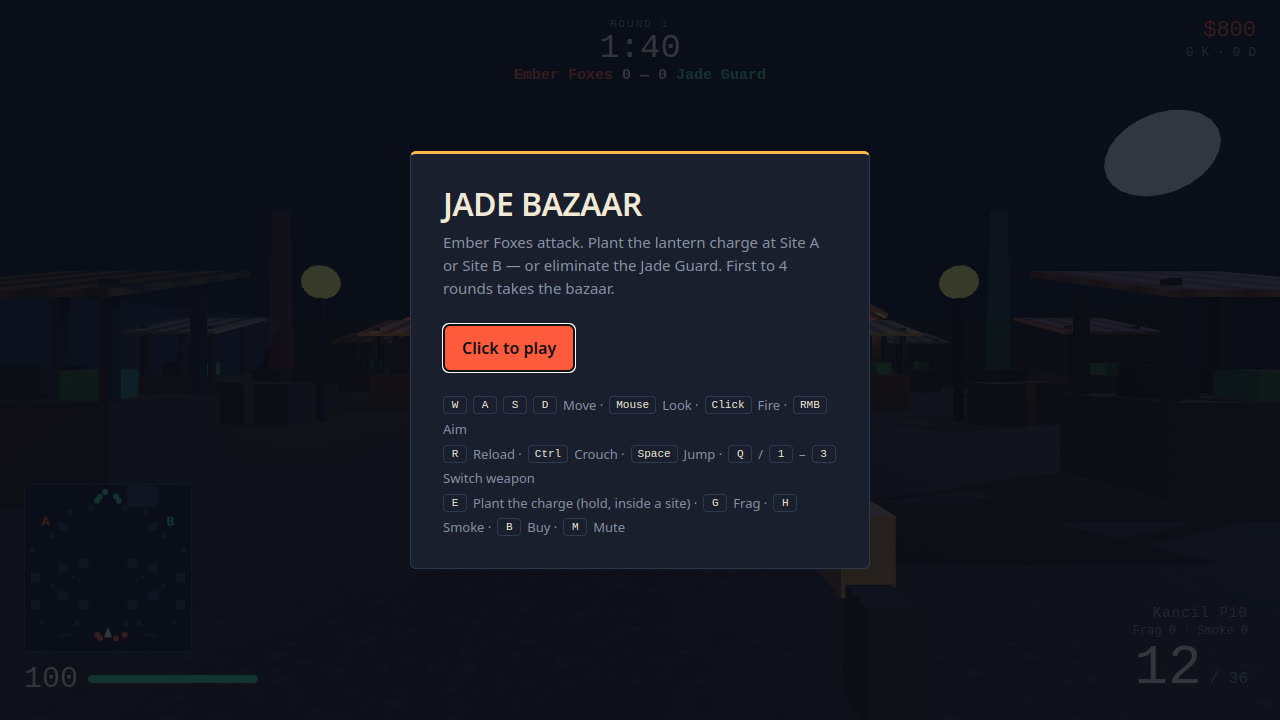 ROUND 1
1:40
Ember Foxes 0 — 0 Jade Guard
$800
0 K · 0 D
JADE BAZAAR
Ember Foxes attack. Plant the lantern charge at Site A
or Site B — or eliminate the Jade Guard. First to 4
rounds takes the bazaar.
Click to play
W A S D Move · Mouse Look · Click Fire · RMB
Aim
R Reload · Ctrl Crouch · Space Jump · Q / 1 – 3
Switch weapon
E Plant the charge (hold, inside a site) · G Frag · H
Smoke · B Buy · M Mute
A B
100
Kancil P10
Frag 0 · Smoke 0
12 / 36